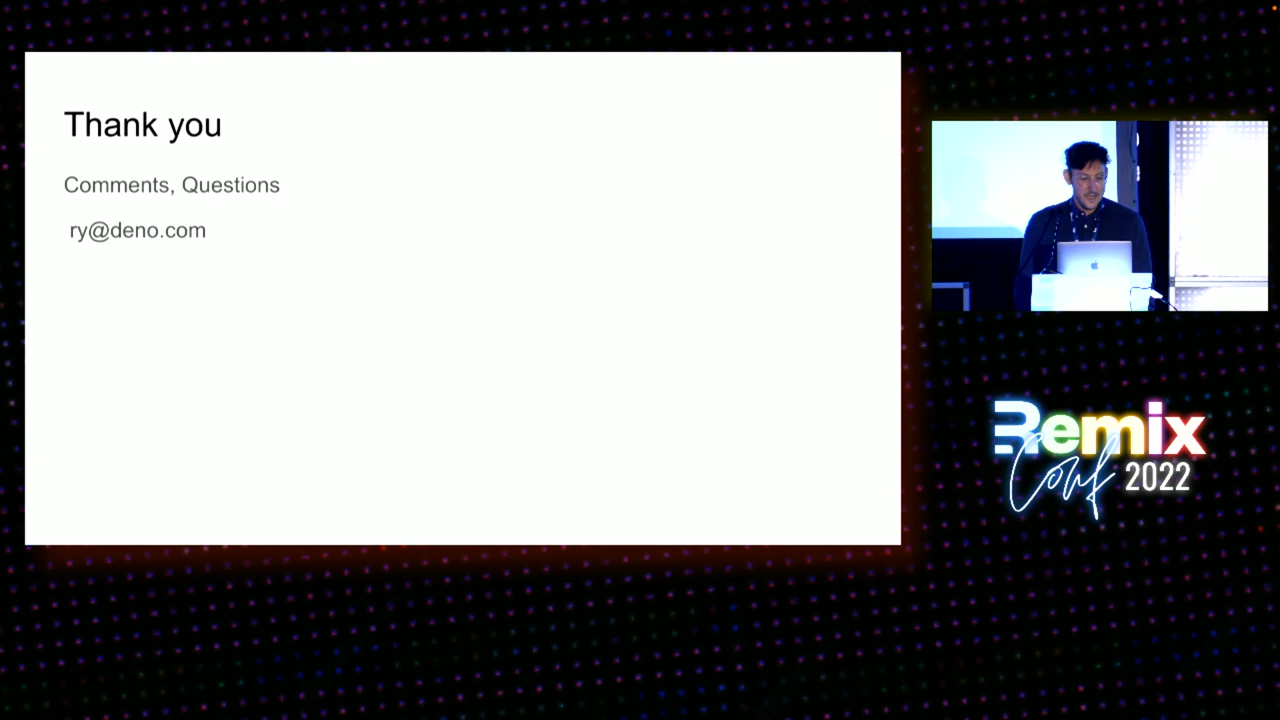 Thank you
Comments, Questions
ry@deno.com
Remix
Conf 2022